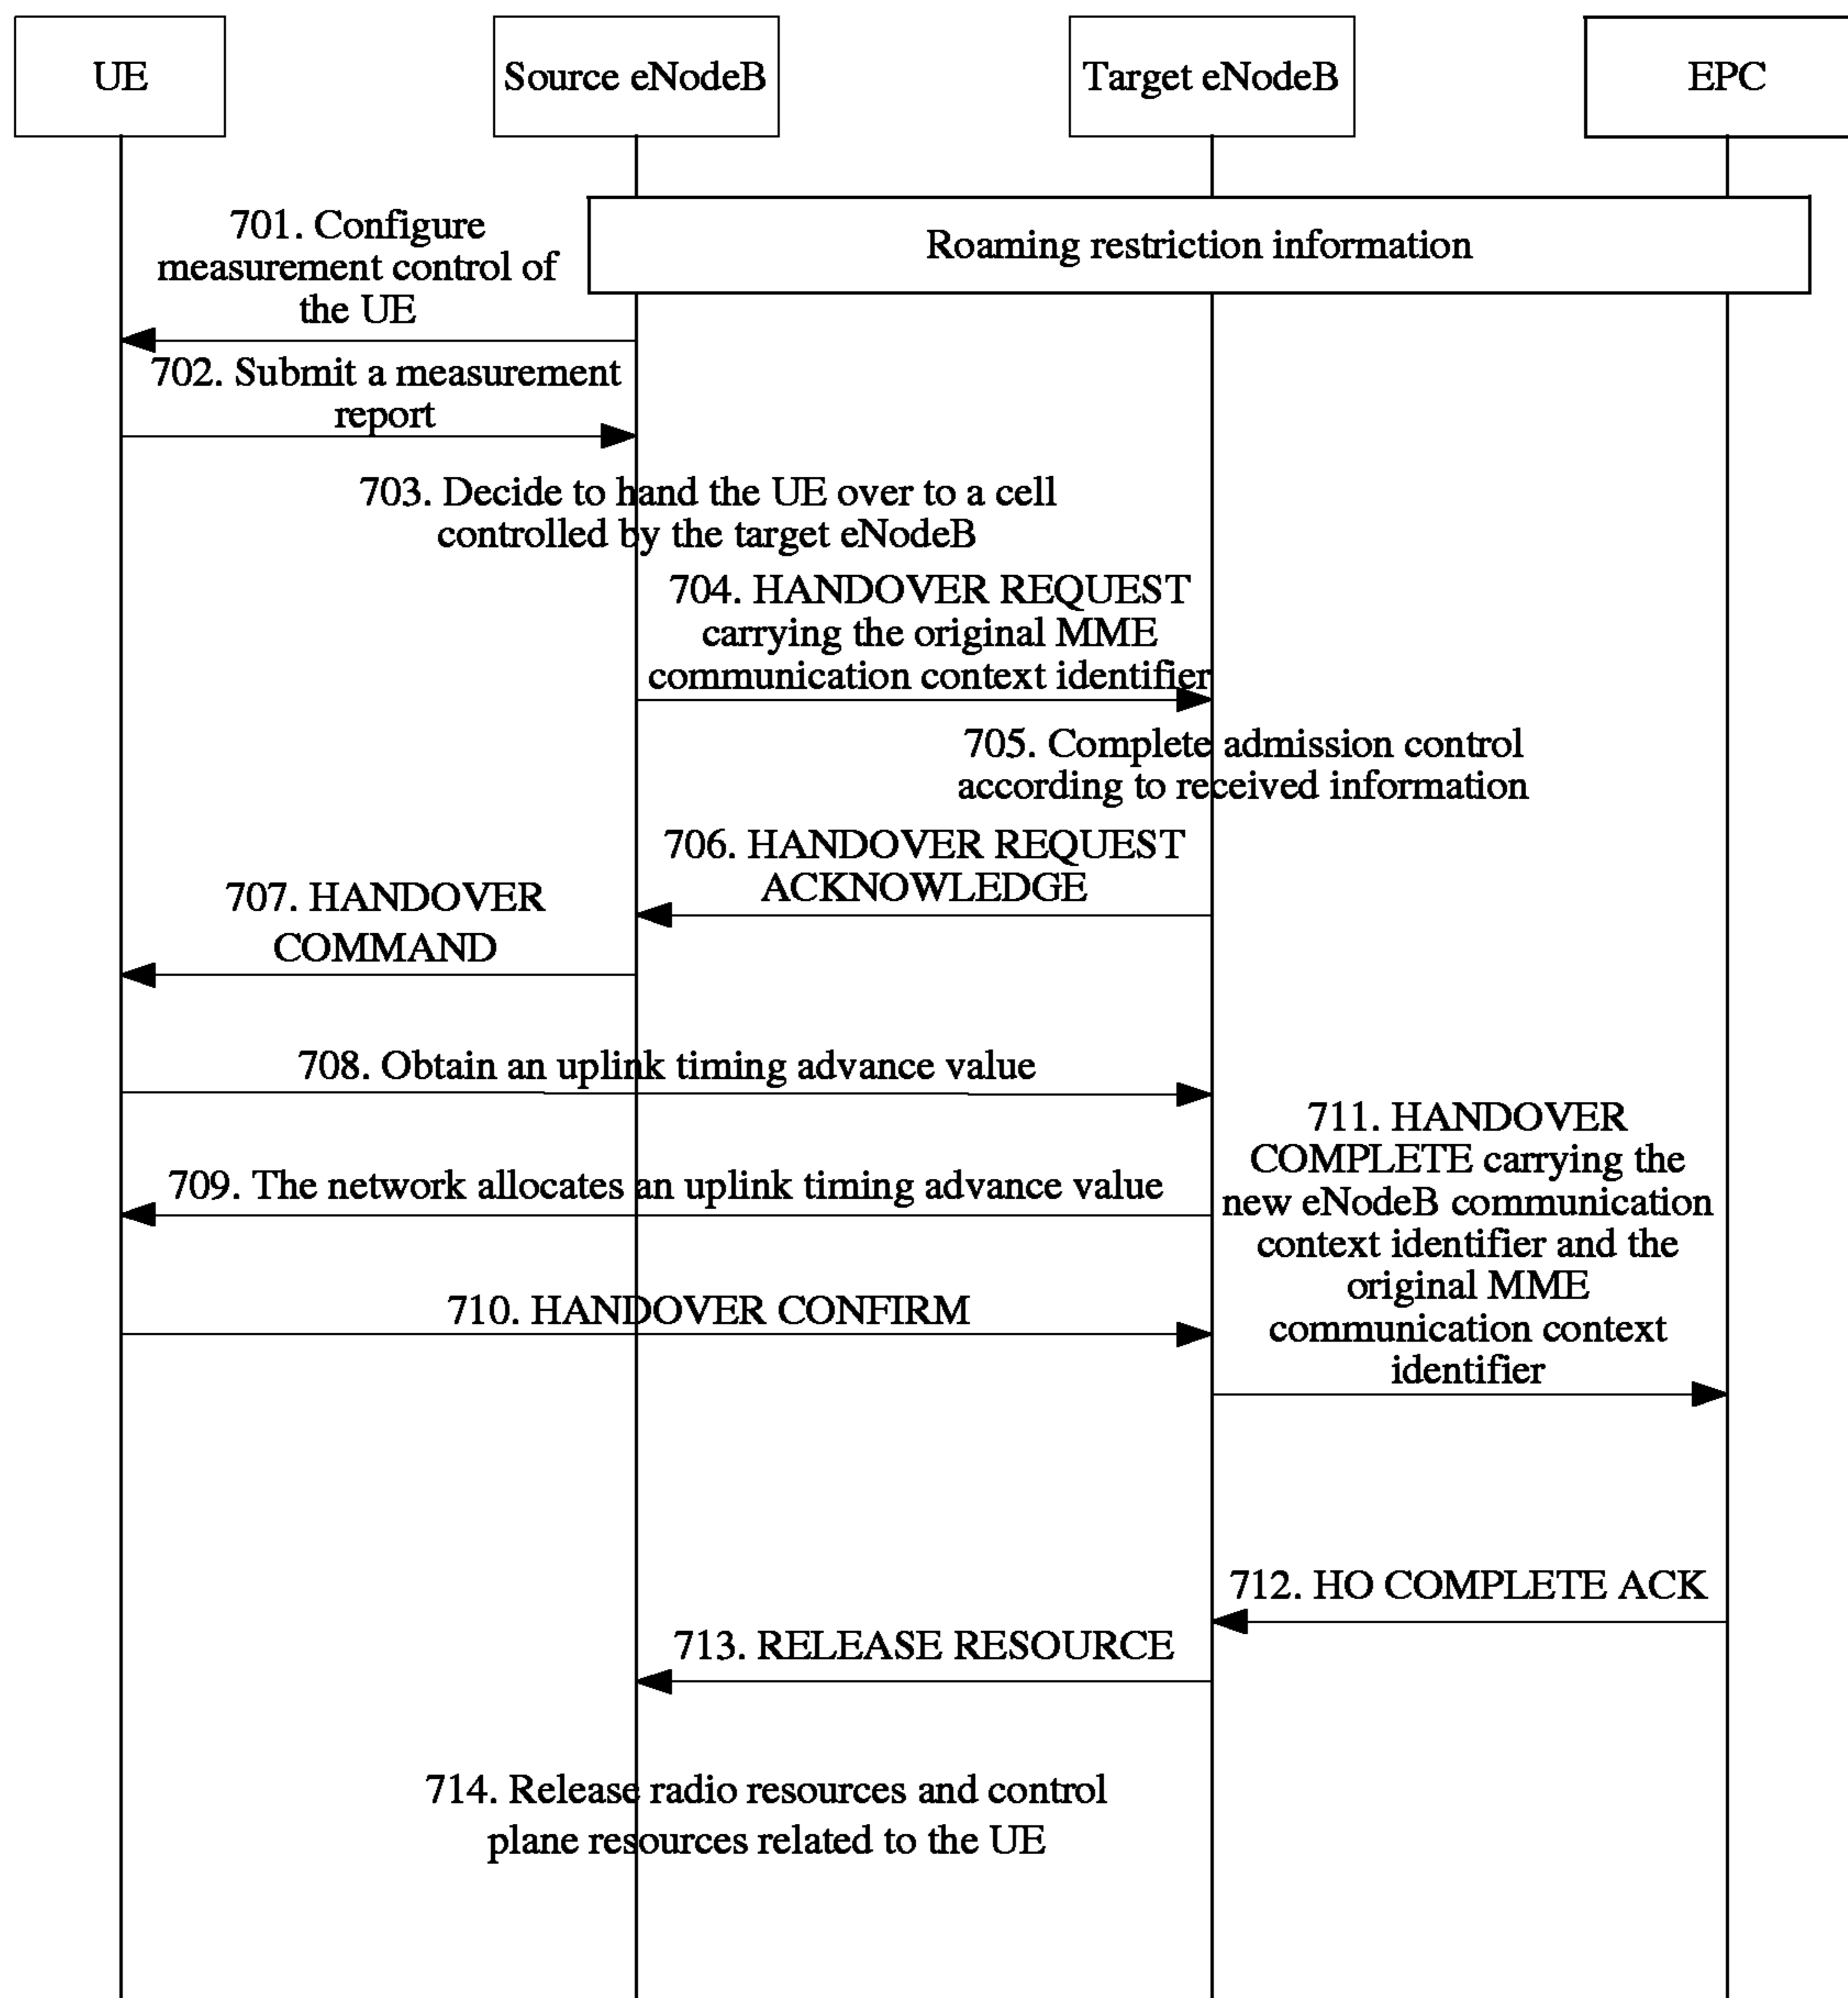 UE
Source eNodeB
Target eNodeB
EPC
Roaming restriction information
701. Configure
measurement control of
the UE
702. Submit a measurement
report
703. Decide to hand the UE over to a cell
controlled by the target eNodeB
704. HANDOVER REQUEST
carrying the original MME
communication context identifier
705. Complete admission control
according to received information
706. HANDOVER REQUEST
ACKNOWLEDGE
707. HANDOVER
COMMAND
708. Obtain an uplink timing advance value
709. The network allocates an uplink timing advance value
710. HANDOVER CONFIRM
711. HANDOVER
COMPLETE carrying the
new eNodeB communication
context identifier and the
original MME
communication context
identifier
712. HO COMPLETE ACK
713. RELEASE RESOURCE
714. Release radio resources and control
plane resources related to the UE